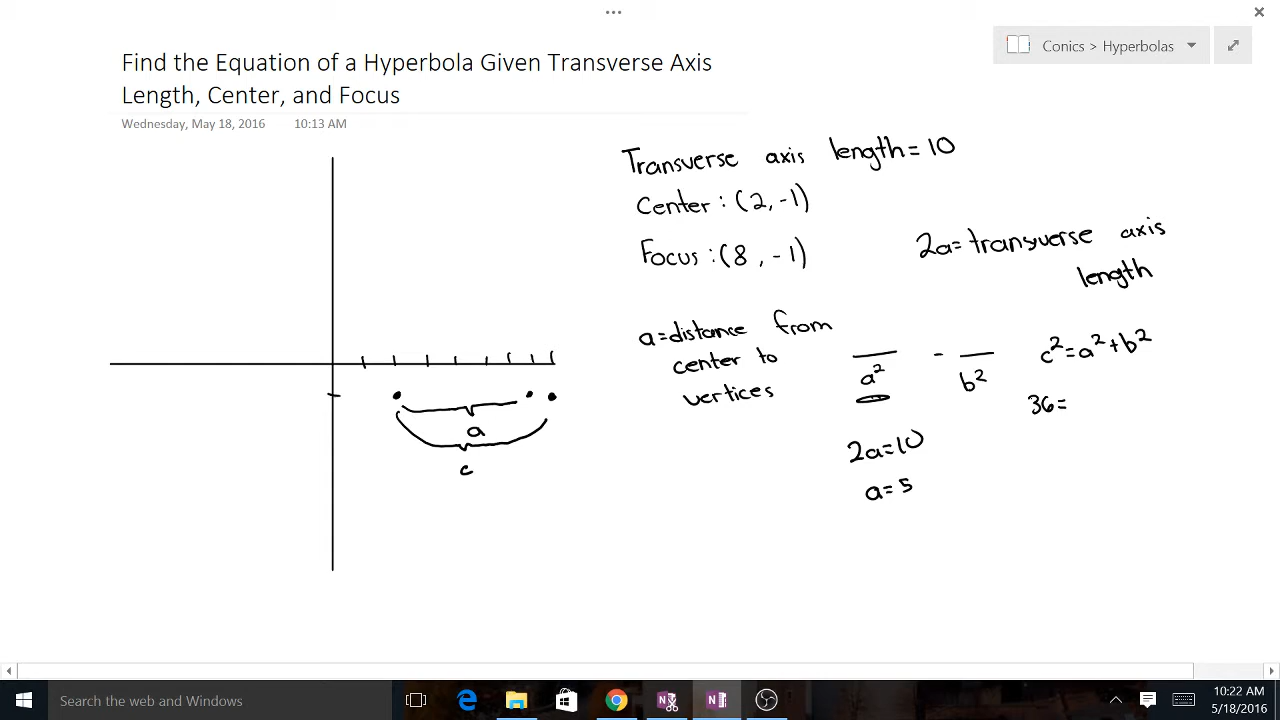 Conics > Hyperbolas
Find the Equation of a Hyperbola Given Transverse Axis
Length, Center, and Focus
Wednesday, May 18, 2016 10:13 AM
Transverse axis length = 10
Center : (2, -1)
Focus : (8, -1)
2a = transverse axis
length
a = distance from
center to
vertices
a² - b²
c² = a² + b²
36 =
2a = 10
a = 5
a
c
Search the web and Windows
10:22 AM
5/18/2016